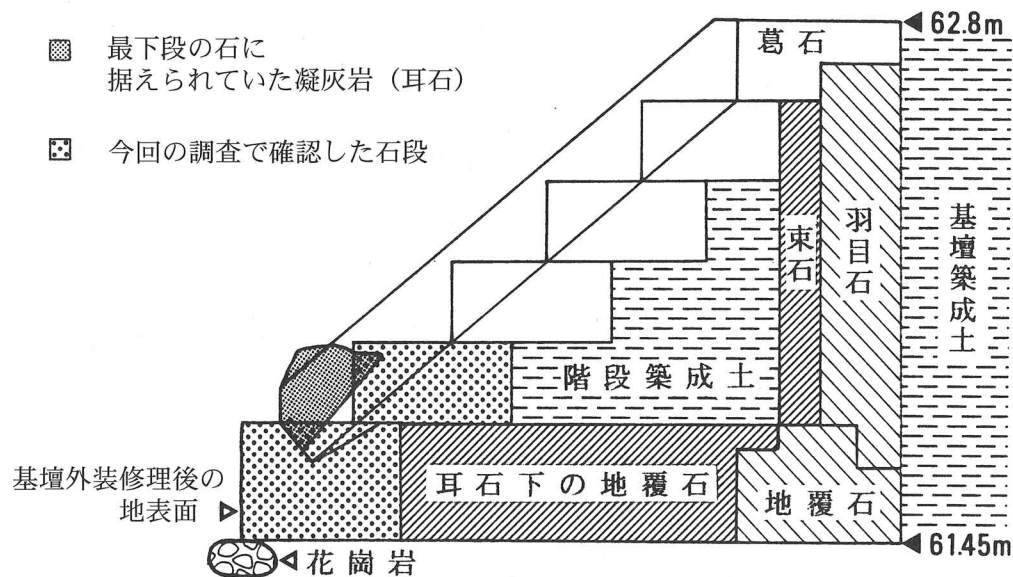 最下段の石に
据えられていた凝灰岩（耳石）
今回の調査で確認した石段
62.8m
葛石
束石
羽目石
基壇築成土
階段築成土
耳石下の地覆石
地覆石
基壇外装修理後の
地表面
花崗岩
61.45m